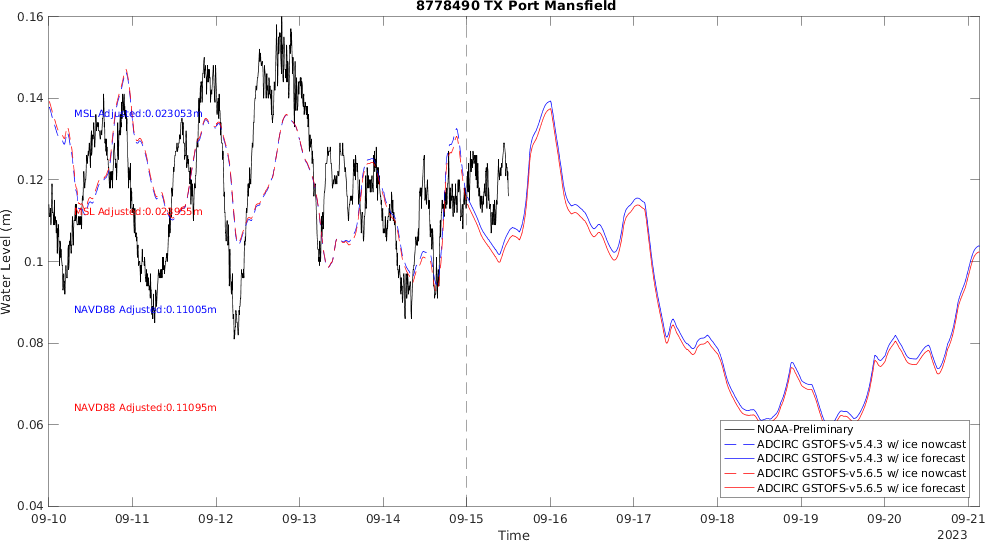 8778490 TX Port Mansfield
0.16
0.14
0.12
0.1
0.08
0.06
0.04
Water Level (m)
MSL Adjusted:0.023053m
NAVD88 Adjusted:0.11005m
NAVD88 Adjusted:0.11095m
NOAA-Preliminary
ADCIRC GSTOFS-v5.4.3 w/ ice nowcast
ADCIRC GSTOFS-v5.4.3 w/ ice forecast
ADCIRC GSTOFS-v5.6.5 w/ ice nowcast
ADCIRC GSTOFS-v5.6.5 w/ ice forecast
09-10 09-11 09-12 09-13 09-14 09-15 09-16 09-17 09-18 09-19 09-20 09-21
Time
2023